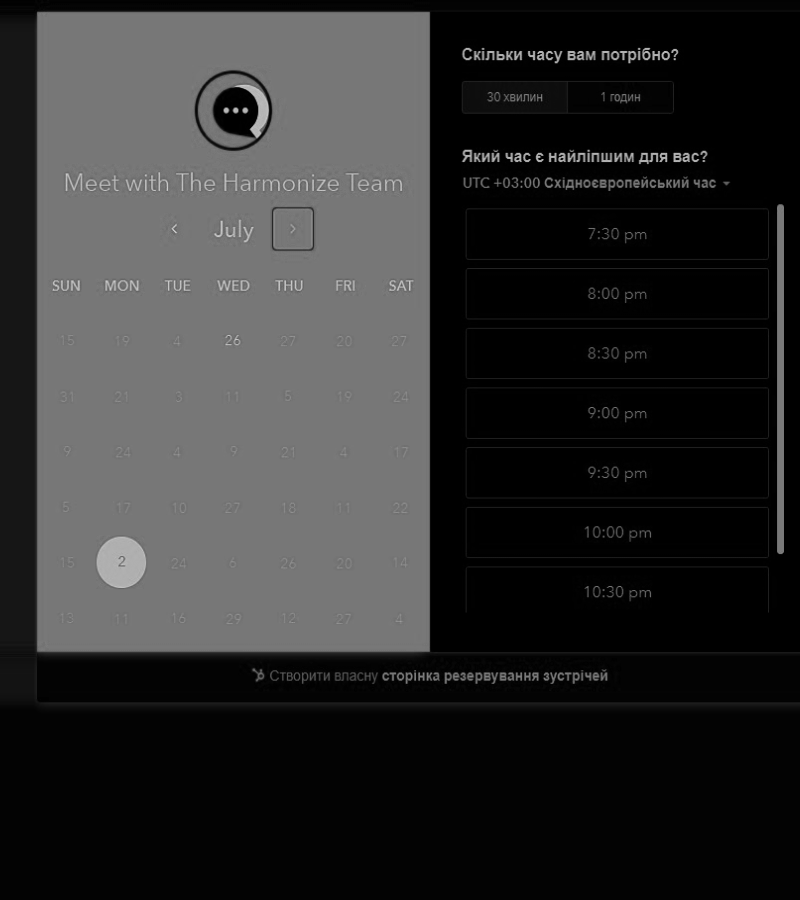 Meet with The Harmonize Team
July
SUN MON TUE WED THU FRI SAT
15 19 4 26 27 20 27
31 21 3 11 5 19 24
9 24 4 9 21 4 17
5 17 10 27 18 11 22
15 2 24 6 26 20 14
13 11 16 29 12 27 4
Скільки часу вам потрібно?
30 хвилин 1 годин
Який час є найліпшим для вас?
UTC +03:00 Східноєвропейський час
7:30 pm
8:00 pm
8:30 pm
9:00 pm
9:30 pm
10:00 pm
10:30 pm
Створити власну сторінка резервування зустрічей